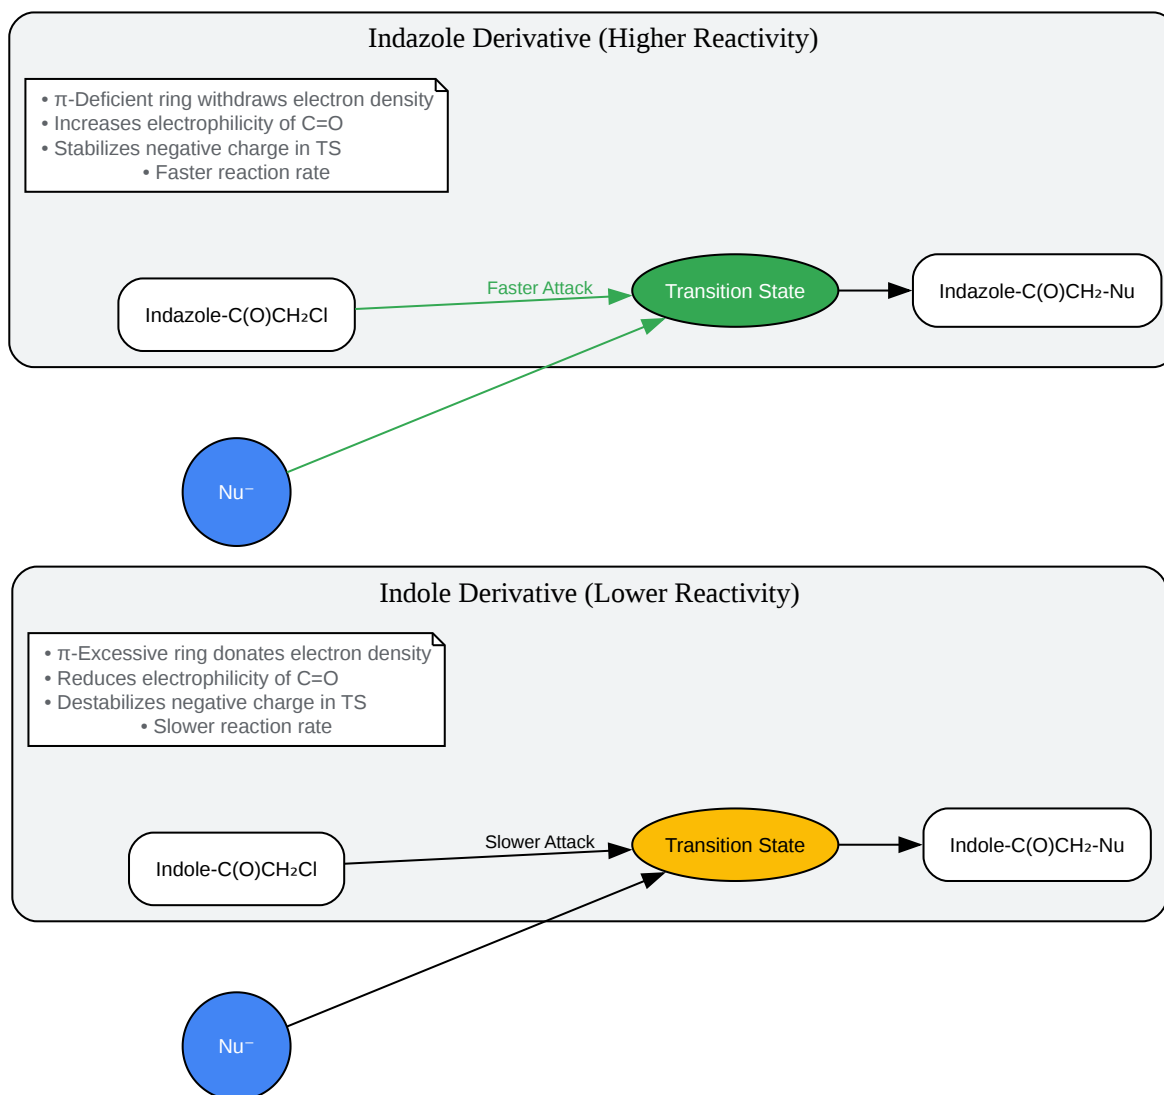 Indazole Derivative (Higher Reactivity)
• π-Deficient ring withdraws electron density
• Increases electrophilicity of C=O
• Stabilizes negative charge in TS
• Faster reaction rate
Faster Attack
Transition State
Indazole-C(O)CH₂-Nu
Indazole-C(O)CH₂Cl
Nu⁻
Indole Derivative (Lower Reactivity)
• π-Excessive ring donates electron density
• Reduces electrophilicity of C=O
• Destabilizes negative charge in TS
• Slower reaction rate
Slower Attack
Transition State
Indole-C(O)CH₂-Nu
Indole-C(O)CH₂Cl
Nu⁻